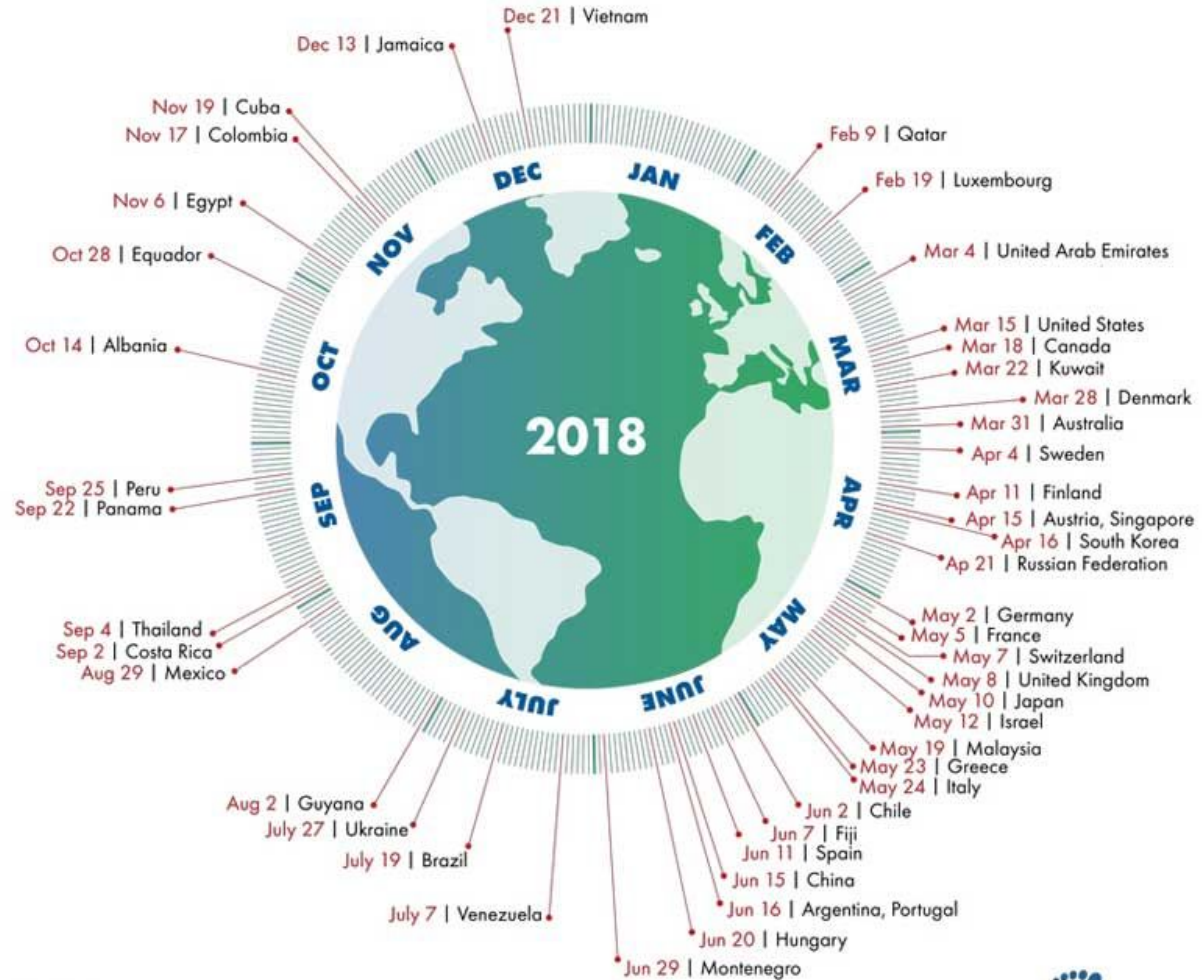 Dec 21 | Vietnam
Dec 13 | Jamaica
Nov 19 | Cuba
Nov 17 | Colombia
Nov 6 | Egypt
Oct 28 | Equador
Oct 14 | Albania
Sep 25 | Peru
Sep 22 | Panama
Sep 4 | Thailand
Sep 2 | Costa Rica
Aug 29 | Mexico
Aug 2 | Guyana
July 27 | Ukraine
July 19 | Brazil
July 7 | Venezuela
Feb 9 | Qatar
Feb 19 | Luxembourg
Mar 4 | United Arab Emirates
Mar 15 | United States
Mar 18 | Canada
Mar 22 | Kuwait
Mar 28 | Denmark
Mar 31 | Australia
Apr 4 | Sweden
Apr 11 | Finland
Apr 15 | Austria, Singapore
Apr 16 | South Korea
Ap 21 | Russian Federation
May 2 | Germany
May 5 | France
May 7 | Switzerland
May 8 | United Kingdom
May 10 | Japan
May 12 | Israel
May 19 | Malaysia
May 23 | Greece
May 24 | Italy
Jun 2 | Chile
Jun 7 | Fiji
Jun 11 | Spain
Jun 15 | China
Jun 16 | Argentina, Portugal
Jun 20 | Hungary
Jun 29 | Montenegro
JAN
FEB
MAR
APR
MAY
JUNE
JULY
AUG
SEP
OCT
NOV
DEC
2018